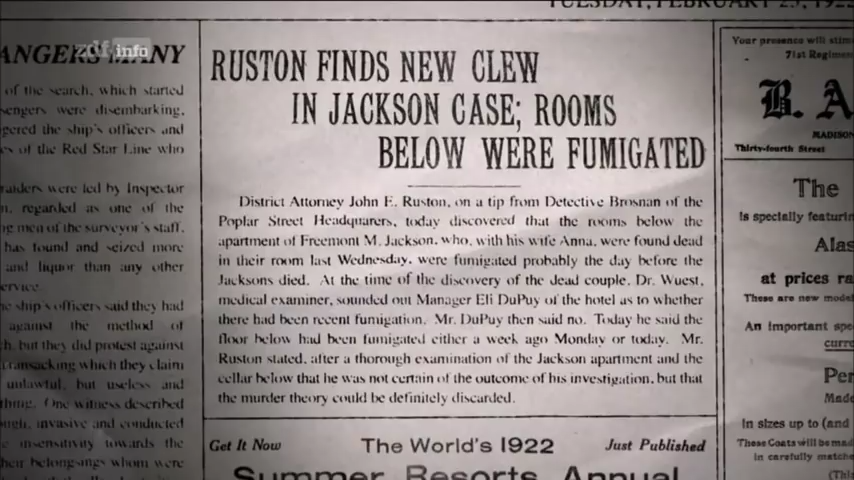 TUESDAY, FEBRUARY 1922
zdf.info
ANGERS MANY
of the search, which started
sengers were disembarking,
gered the ship's officers and
es of the Red Star Line who
raiders were led by Inspector
n, regarded as one of the
ng men of the surveyor's staff,
has found and seized more
and liquor than any other
ervice.
he ship's officers said they had
against the method of
h, but they did protest against
ransacking which they claim
unlawful, but useless and
thing. One witness described
ough, invasive and conducted
e insensitivity towards the
heir belongings whom were
RUSTON FINDS NEW CLEW
IN JACKSON CASE; ROOMS
BELOW WERE FUMIGATED
District Attorney John E. Ruston, on a tip from Detective Brosnan of the
Poplar Street Headquarers, today discovered that the rooms below the
apartment of Freemont M. Jackson, who, with his wife Anna, were found dead
in their room last Wednesday, were fumigated probably the day before the
Jacksons died. At the time of the discovery of the dead couple, Dr. Wuest,
medical examiner, sounded out Manager Eli DuPuy of the hotel as to whether
there had been recent fumigation. Mr. DuPuy then said no. Today he said the
floor below had been fumigated either a week ago Monday or today. Mr.
Ruston stated, after a thorough examination of the Jackson apartment and the
cellar below that he was not certain of the outcome of his investigation, but that
the murder theory could be definitely discarded.
Get It Now The World's 1922 Just Published
Summer Resorts Annual
Your presence will stim
71st Regimen
B. A
MADISON
Thirty-fourth Street
The
is specially featurin
Alas
at prices ra
These are new model
An important spe
curre
Per
Made
In sizes up to (and
These Coats will be mad
in carefully matche
(Thi